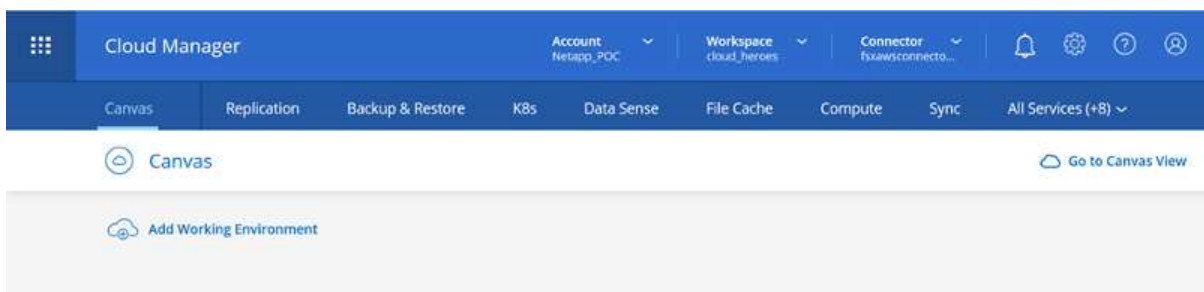 Cloud Manager
Account
Netapp_POC
Workspace
cloud_heroes
Connector
fsxawsconnecto...
Canvas Replication Backup & Restore K8s Data Sense File Cache Compute Sync All Services (+8)
Canvas
Go to Canvas View
Add Working Environment